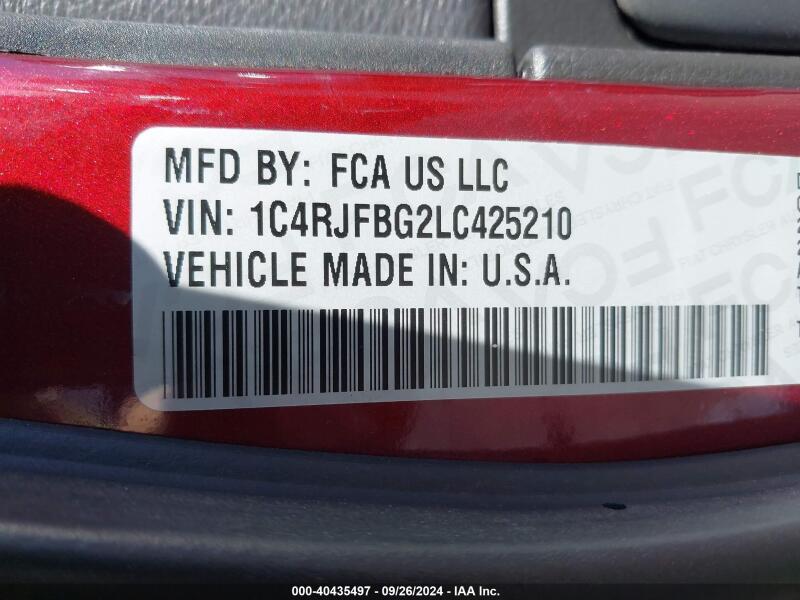 MFD BY: FCA US LLC
VIN: 1C4RJFBG2LC425210
VEHICLE MADE IN: U.S.A.
000-40435497 - 09/26/2024 - IAA Inc.